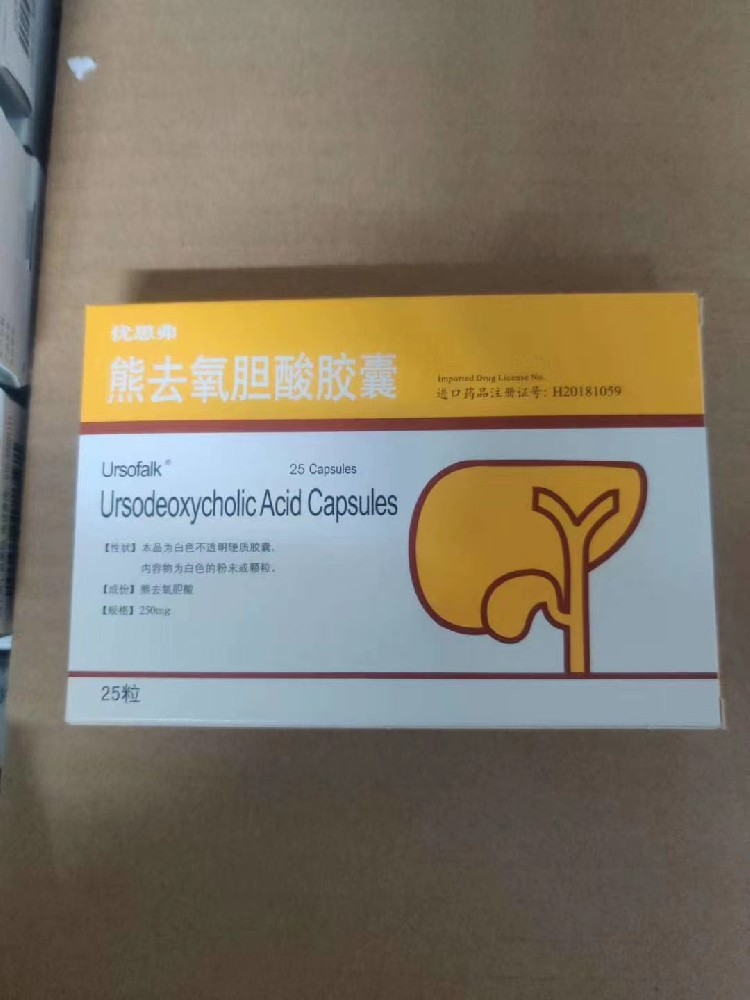 优思弗
熊去氧胆酸胶囊
Imported Drug License No.
进口药品注册证号: H20181059
Ursofalk®
25 Capsules
Ursodeoxycholic Acid Capsules
【性状】本品为白色不透明硬质胶囊,
内容物为白色的粉末或颗粒。
【成份】熊去氧胆酸
【规格】250mg
25粒